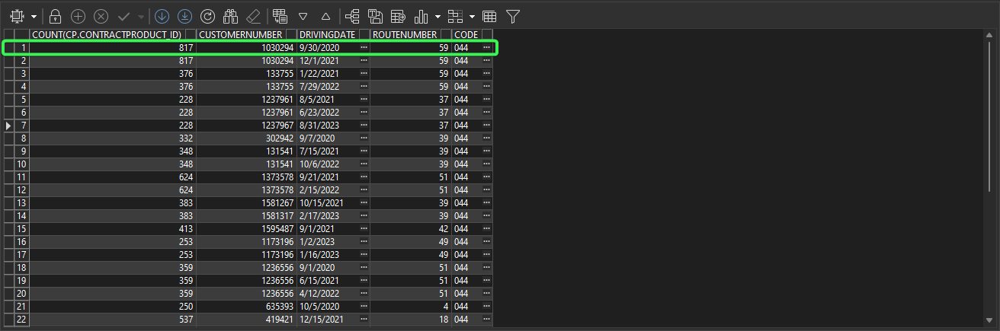 COUNT(CP.CONTRACTPRODUCT_ID) CUSTOMERNUMBER DRIVINGDATE ROUTENUMBER CODE
1 817 1030294 9/30/2020 ... 59 044 ...
2 817 1030294 12/1/2021 ... 59 044 ...
3 376 133755 1/22/2021 ... 59 044 ...
4 376 133755 7/29/2022 ... 59 044 ...
5 228 1237961 8/5/2021 ... 37 044 ...
6 228 1237961 6/23/2022 ... 37 044 ...
7 228 1237967 8/31/2023 ... 37 044 ...
8 332 302942 9/7/2020 ... 39 044 ...
9 348 131541 7/15/2021 ... 39 044 ...
10 348 131541 10/6/2022 ... 39 044 ...
11 624 1373578 9/21/2021 ... 51 044 ...
12 624 1373578 2/15/2022 ... 51 044 ...
13 383 1581267 10/15/2021 ... 39 044 ...
14 383 1581317 2/17/2023 ... 39 044 ...
15 413 1595487 9/1/2021 ... 42 044 ...
16 253 1173196 1/2/2023 ... 49 044 ...
17 253 1173196 1/16/2023 ... 49 044 ...
18 359 1236556 9/1/2020 ... 51 044 ...
19 359 1236556 6/15/2021 ... 51 044 ...
20 359 1236556 4/12/2022 ... 51 044 ...
21 250 635393 10/5/2020 ... 4 044 ...
22 537 419421 12/15/2021 ... 18 044 ...